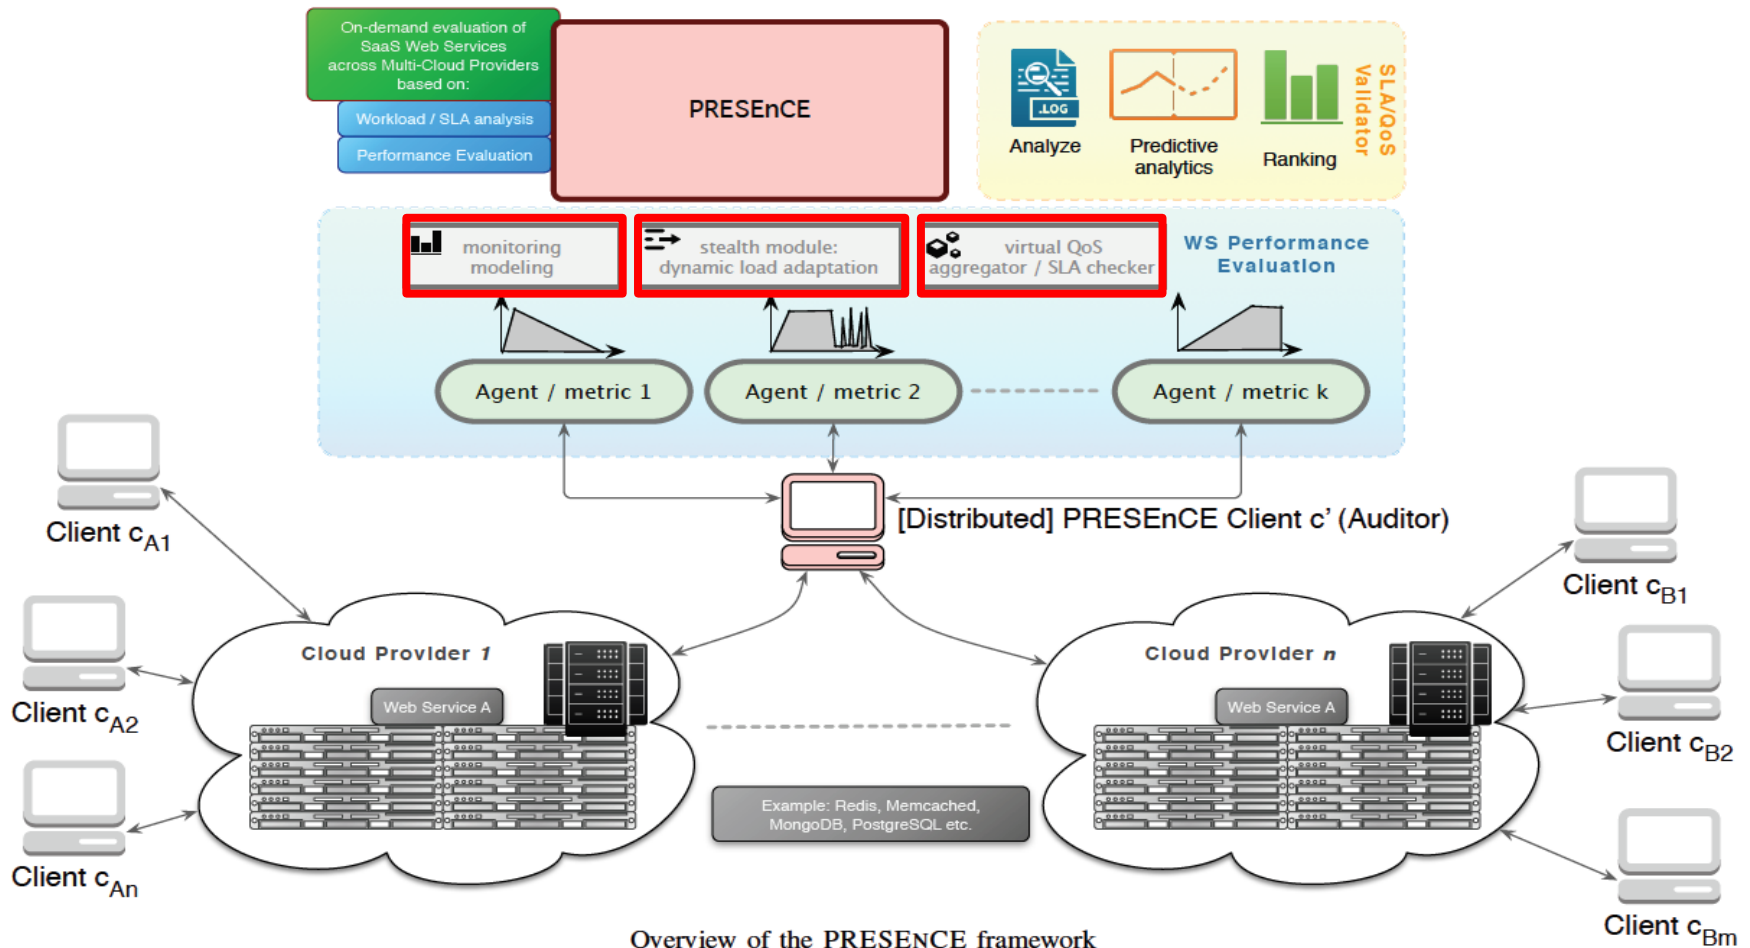 On-demand evaluation of
SaaS Web Services
across Multi-Cloud Providers
based on:
Workload / SLA analysis
Performance Evaluation
PRESEnCE
.LOG
Analyze
Predictive
analytics
Ranking
SLA/QoS
Validator
monitoring
modeling
stealth module:
dynamic load adaptation
virtual QoS
aggregator / SLA checker
WS Performance
Evaluation
Agent / metric 1
Agent / metric 2
Agent / metric k
[Distributed] PRESEnCE Client c' (Auditor)
Client cA1
Client cA2
Client cAn
Client cB1
Client cB2
Client cBm
Cloud Provider 1
Web Service A
Cloud Provider n
Web Service A
Example: Redis, Memcached,
MongoDB, PostgreSQL etc.
Overview of the PRESENCE framework